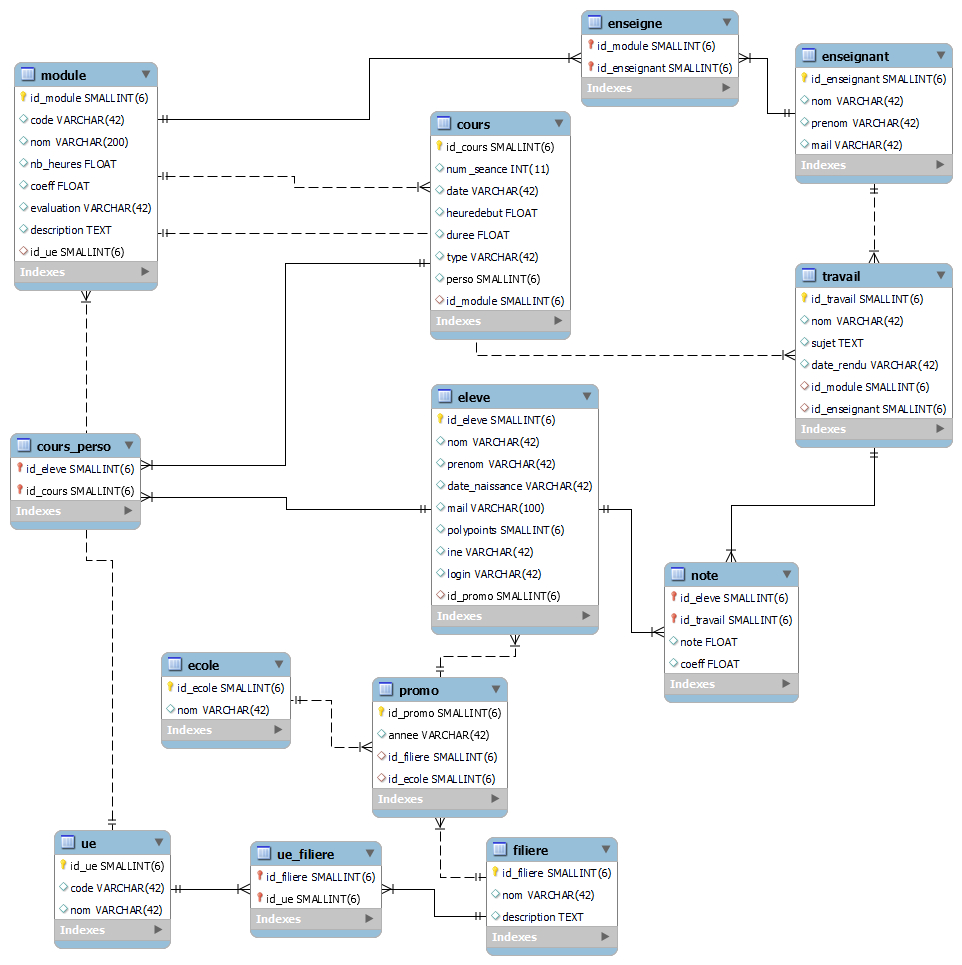 enseigne
id_module SMALLINT(6)
id_enseignant SMALLINT(6)
Indexes
enseignant
id_enseignant SMALLINT(6)
nom VARCHAR(42)
prenom VARCHAR(42)
mail VARCHAR(42)
Indexes
module
id_module SMALLINT(6)
code VARCHAR(42)
nom VARCHAR(200)
nb_heures FLOAT
coeff FLOAT
evaluation VARCHAR(42)
description TEXT
id_ue SMALLINT(6)
Indexes
cours
id_cours SMALLINT(6)
num_seance INT(11)
date VARCHAR(42)
heuredebut FLOAT
duree FLOAT
type VARCHAR(42)
perso SMALLINT(6)
id_module SMALLINT(6)
Indexes
travail
id_travail SMALLINT(6)
nom VARCHAR(42)
sujet TEXT
date_rendu VARCHAR(42)
id_module SMALLINT(6)
id_enseignant SMALLINT(6)
Indexes
eleve
id_eleve SMALLINT(6)
nom VARCHAR(42)
prenom VARCHAR(42)
date_naissance VARCHAR(42)
mail VARCHAR(100)
polypoints SMALLINT(6)
ine VARCHAR(42)
login VARCHAR(42)
id_promo SMALLINT(6)
Indexes
cours_perso
id_eleve SMALLINT(6)
id_cours SMALLINT(6)
Indexes
note
id_eleve SMALLINT(6)
id_travail SMALLINT(6)
note FLOAT
coeff FLOAT
Indexes
ecole
id_ecole SMALLINT(6)
nom VARCHAR(42)
Indexes
promo
id_promo SMALLINT(6)
annee VARCHAR(42)
id_filiere SMALLINT(6)
id_ecole SMALLINT(6)
Indexes
ue
id_ue SMALLINT(6)
code VARCHAR(42)
nom VARCHAR(42)
Indexes
ue_filiere
id_filiere SMALLINT(6)
id_ue SMALLINT(6)
Indexes
filiere
id_filiere SMALLINT(6)
nom VARCHAR(42)
description TEXT
Indexes